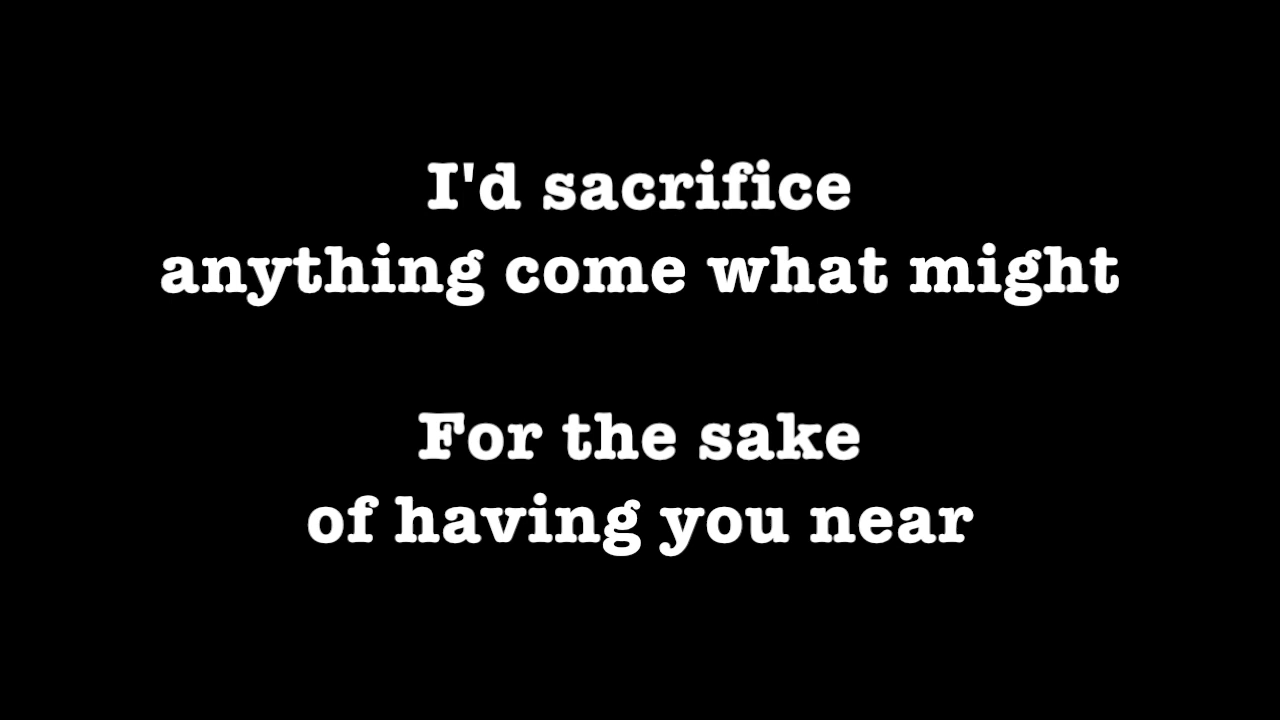 I'd sacrifice
anything come what might
For the sake
of having you near